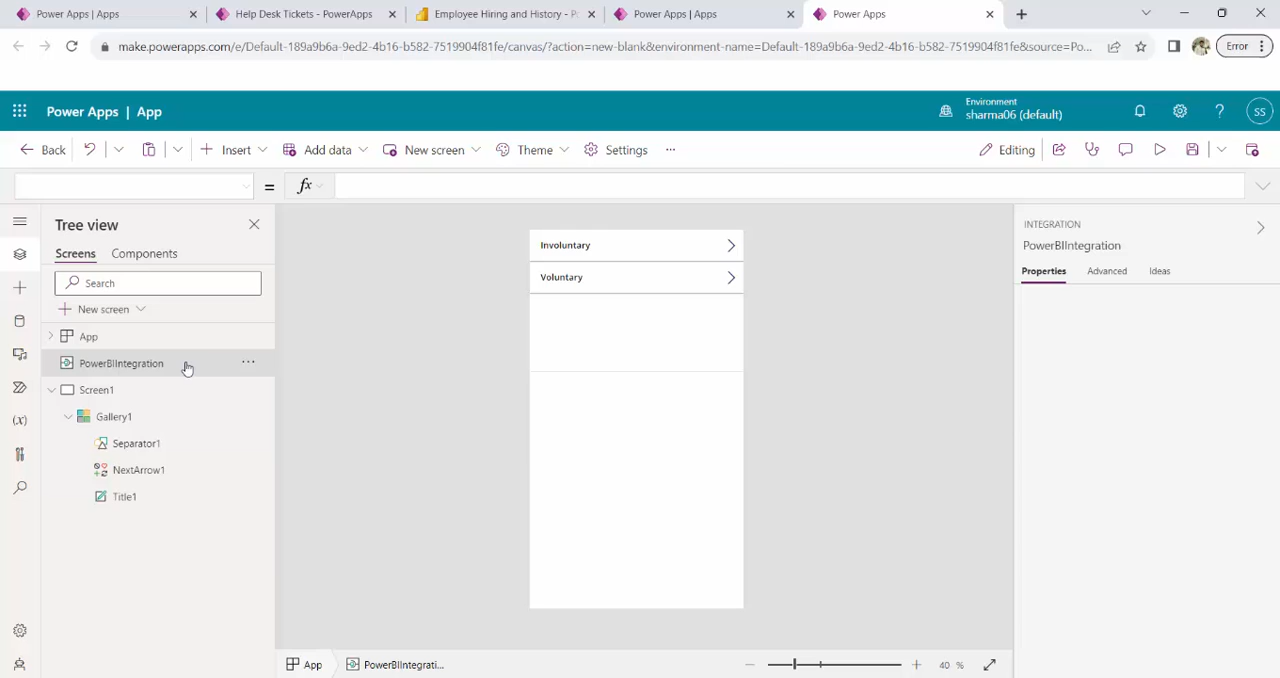 Power Apps | Apps
Help Desk Tickets - PowerApps
Employee Hiring and History - Po
Power Apps | Apps
Power Apps
make.powerapps.com/e/Default-189a9b6a-9ed2-4b16-b582-7519904f81fe/canvas/?action=new-blank&environment-name=Default-189a9b6a-9ed2-4b16-b582-7519904f81fe&source=Po...
Error
Power Apps | App
Environment
sharma06 (default)
SS
Back
Insert
Add data
New screen
Theme
Settings
...
Editing
= fx
Tree view
Screens
Components
Search
New screen
App
PowerBIIntegration
...
Screen1
Gallery1
Separator1
NextArrow1
Title1
Involuntary
Voluntary
INTEGRATION
PowerBIIntegration
Properties
Advanced
Ideas
App
PowerBIIntegrati...
40 %